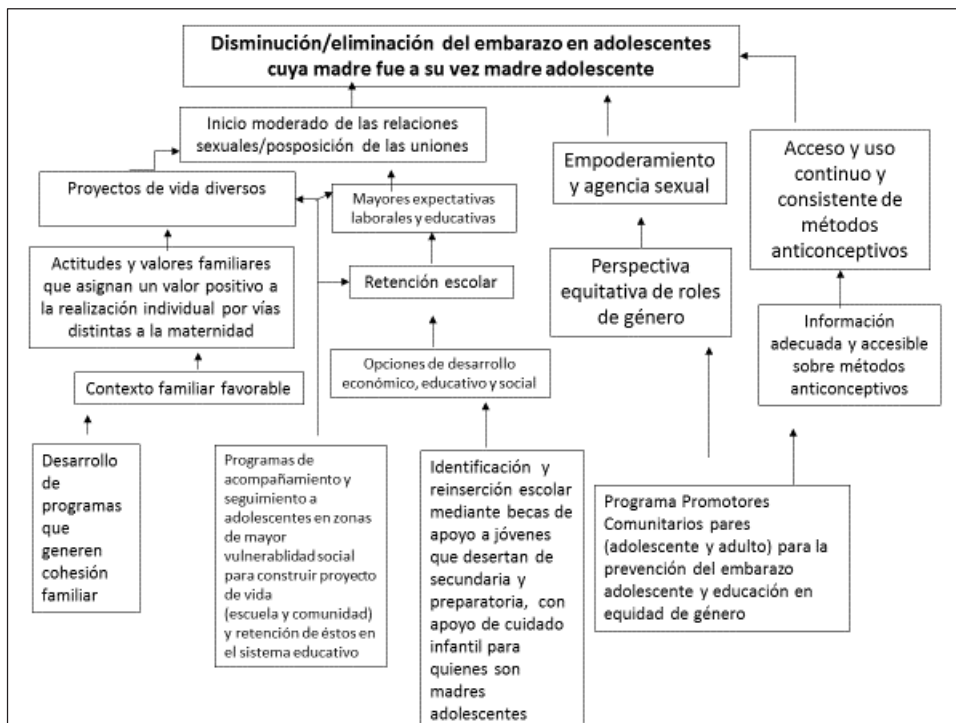 Disminución/eliminación del embarazo en adolescentes
cuya madre fue a su vez madre adolescente
Inicio moderado de las relaciones
sexuales/posposición de las uniones
Empoderamiento
y agencia sexual
Acceso y uso
continuo y
consistente de
métodos
anticonceptivos
Proyectos de vida diversos
Mayores expectativas
laborales y educativas
Actitudes y valores familiares
que asignan un valor positivo a
la realización individual por vías
distintas a la maternidad
Retención escolar
Perspectiva
equitativa de roles
de género
Información
adecuada y accesible
sobre métodos
anticonceptivos
Contexto familiar favorable
Opciones de desarrollo
económico, educativo y social
Desarrollo
de
programas
que
generen
cohesión
familiar
Programas de
acompañamiento y
seguimiento a
adolescentes en zonas
de mayor
vulnerablidad social
para construir proyecto
de vida
(escuela y comunidad)
y retención de éstos en
el sistema educativo
Identificación y
reinserción escolar
mediante becas de
apoyo a jóvenes
que desertan de
secundaria y
preparatoria, con
apoyo de cuidado
infantil para
quienes son
madres
adolescentes
Programa Promotores
Comunitarios pares
(adolescente y adulto) para la
prevención del embarazo
adolescente y educación en
equidad de género